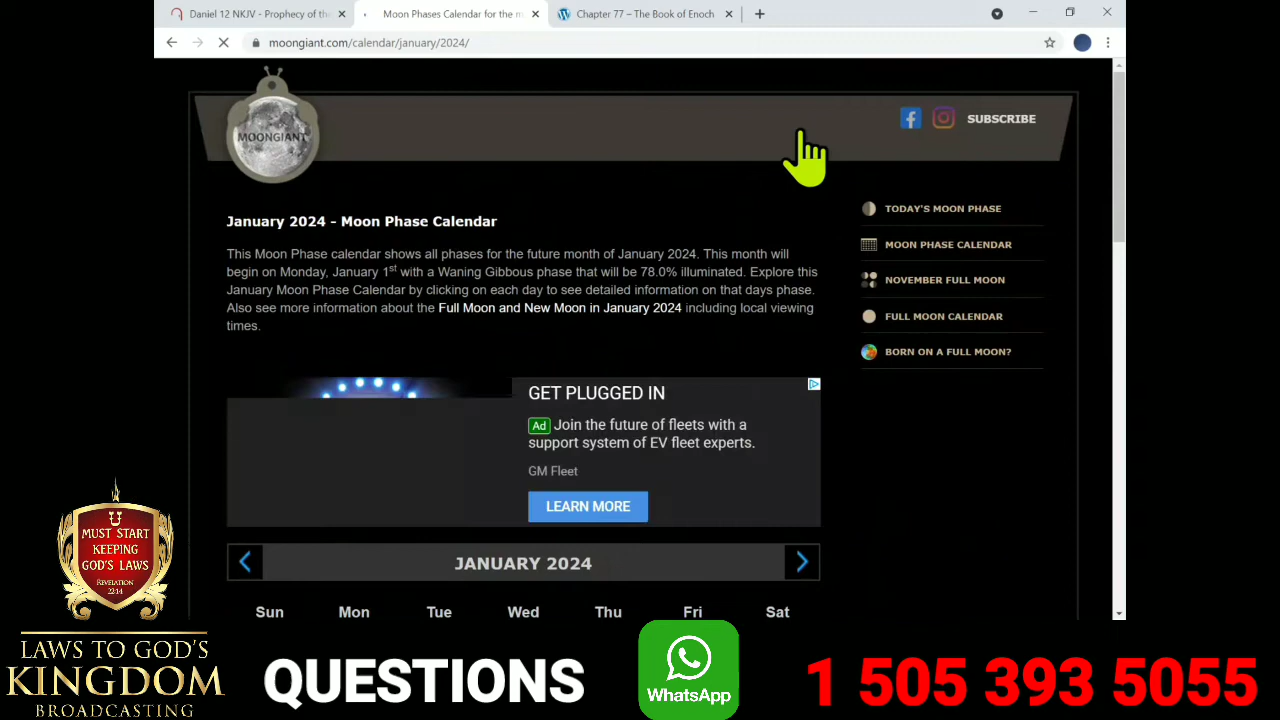 Daniel 12 NKJV - Prophecy of the
Moon Phases Calendar for the m
Chapter 77 – The Book of Enoch
moongiant.com/calendar/january/2024/
MOONGIANT
SUBSCRIBE
January 2024 - Moon Phase Calendar
This Moon Phase calendar shows all phases for the future month of January 2024. This month will
begin on Monday, January 1st with a Waning Gibbous phase that will be 78.0% illuminated. Explore this
January Moon Phase Calendar by clicking on each day to see detailed information on that days phase.
Also see more information about the Full Moon and New Moon in January 2024 including local viewing
times.
TODAY'S MOON PHASE
MOON PHASE CALENDAR
NOVEMBER FULL MOON
FULL MOON CALENDAR
BORN ON A FULL MOON?
GET PLUGGED IN
Ad Join the future of fleets with a
support system of EV fleet experts.
GM Fleet
LEARN MORE
JANUARY 2024
Sun Mon Tue Wed Thu Fri Sat
MUST START
KEEPING
GOD'S LAWS
REVELATION
22:14
LAWS TO GOD'S
KINGDOM
BROADCASTING
QUESTIONS
WhatsApp
1 505 393 5055